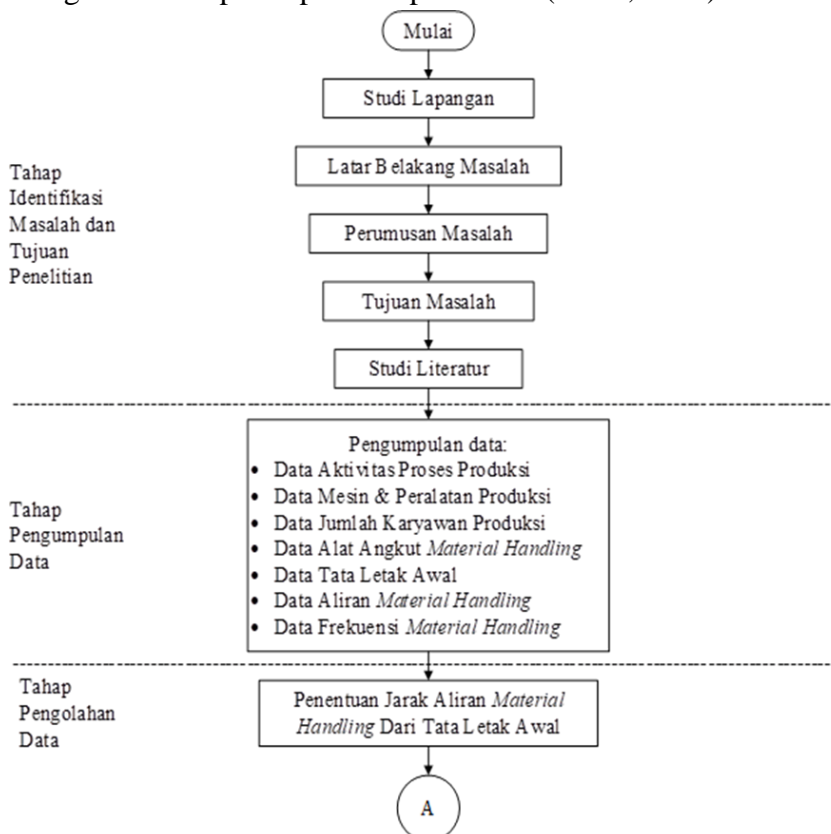 Mulai
Studi Lapangan
Latar Belakang Masalah
Tahap
Identifikasi
Masalah dan
Tujuan
Penelitian
Perumusan Masalah
Tujuan Masalah
Studi Literatur
Pengumpulan data:
• Data Aktivitas Proses Produksi
• Data Mesin & Peralatan Produksi
• Data Jumlah Karyawan Produksi
• Data Alat Angkut Material Handling
• Data Tata Letak Awal
• Data Aliran Material Handling
• Data Frekuensi Material Handling
Tahap
Pengumpulan
Data
Tahap
Pengolahan
Data
Penentuan Jarak Aliran Material
Handling Dari Tata Letak Awal
A